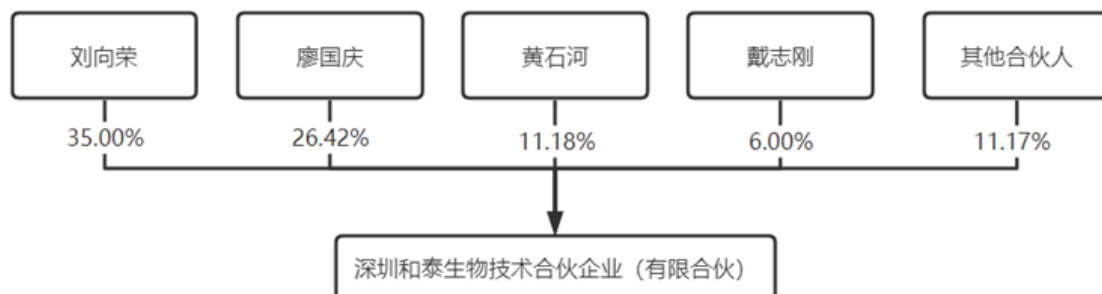 刘向荣
廖国庆
黄石河
戴志刚
其他合伙人
35.00%
26.42%
11.18%
6.00%
11.17%
深圳和泰生物技术合伙企业（有限合伙）